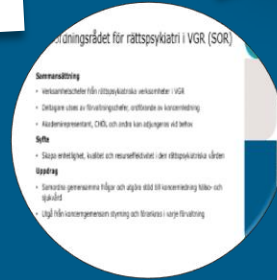 ordningsrådet för rättspsykiatri i VGR (SOR)
Sammansättning
• Verksamhetschefer från rättspsykiatriska verksamheter i VGR
• Deltagare utses av förvaltningschefer, ordförande av koncernledning
• Akademirepresentant, CHÖL och andra kan adjungeras vid behov
Syfte
• Skapa enhetlighet, kvalitet och resurseffektivitet i den rättspsykiatriska vården
Uppdrag
• Samordna gemensamma frågor och utgöra stöd till koncernledning hälso- och
sjukvård
• Utgå från koncerngemensam styrning och förankras i varje förvaltning